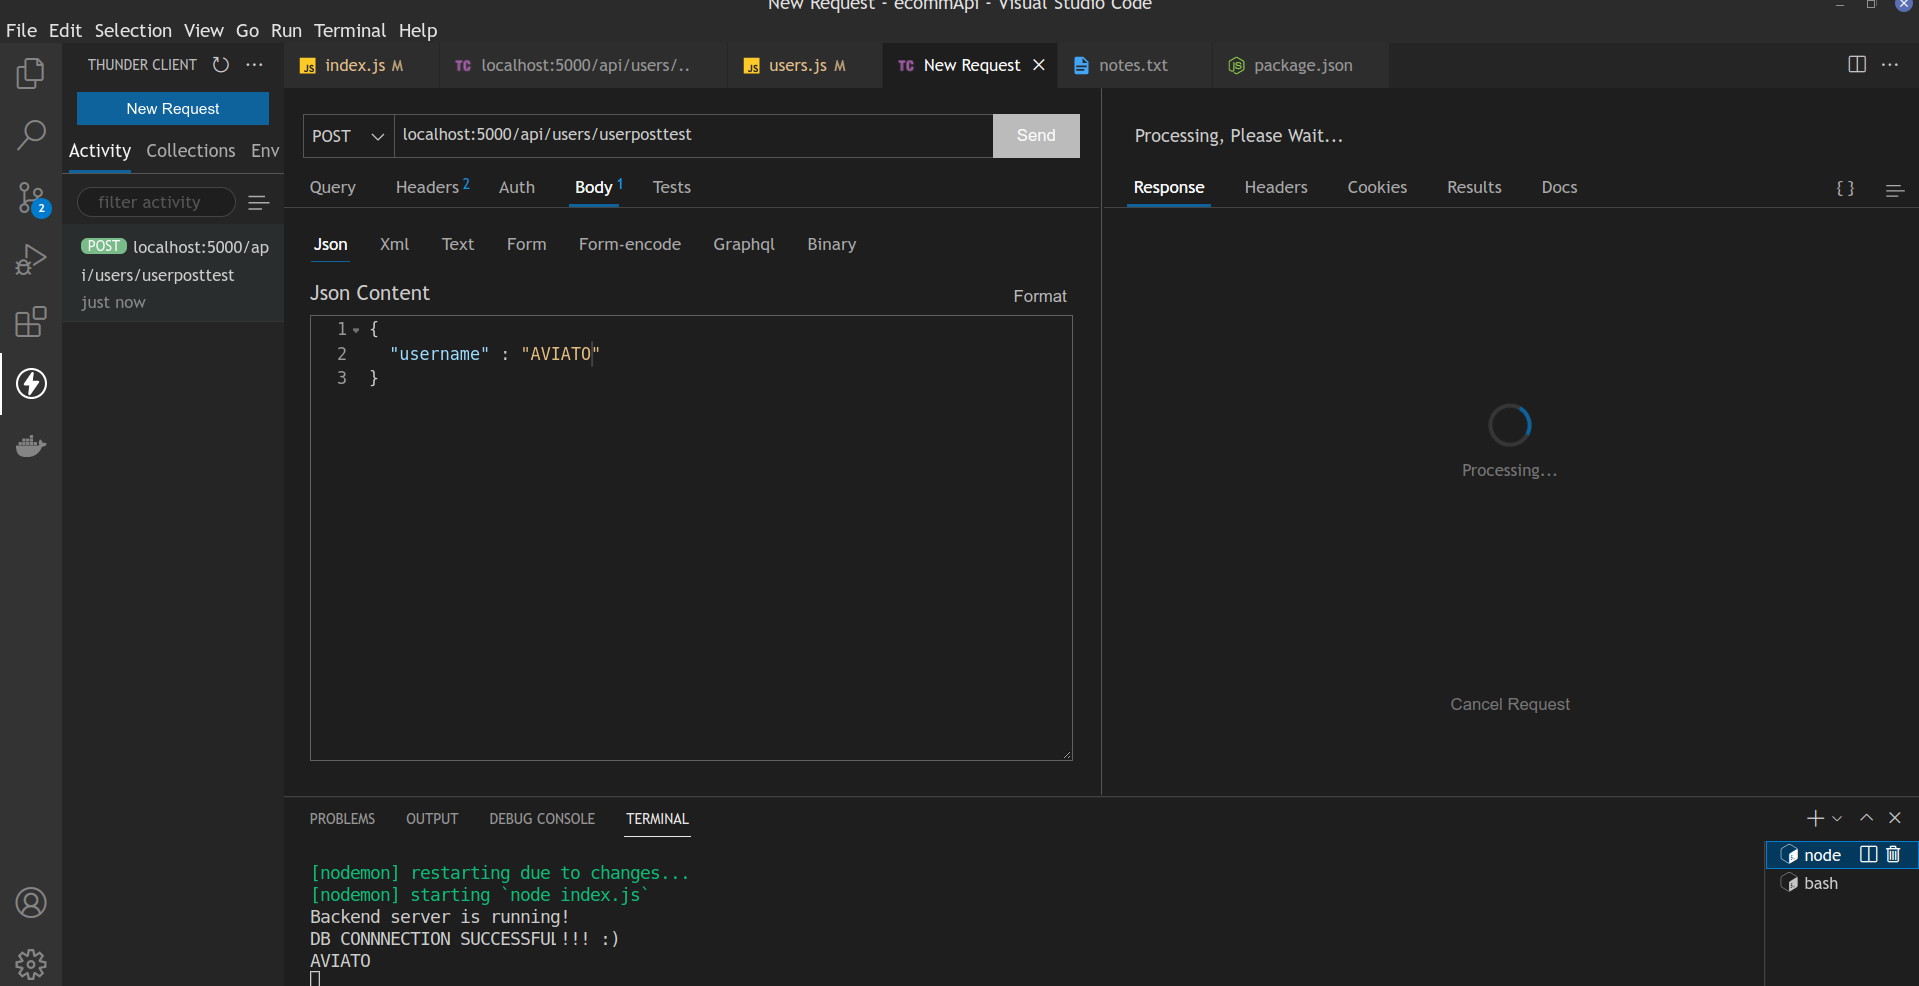 New Request - ecommApi - Visual Studio Code
File Edit Selection View Go Run Terminal Help
THUNDER CLIENT
index.js M
TC localhost:5000/api/users/..
users.js M
TC New Request
notes.txt
package.json
New Request
Activity Collections Env
filter activity
POST localhost:5000/ap
i/users/userposttest
just now
2
POST
localhost:5000/api/users/userposttest
Send
Query Headers 2 Auth Body 1 Tests
Json Xml Text Form Form-encode Graphql Binary
Json Content
Format
1 {
2 "username" : "AVIATO"
3 }
Processing, Please Wait...
Response Headers Cookies Results Docs
{ }
Processing...
Cancel Request
PROBLEMS OUTPUT DEBUG CONSOLE TERMINAL
[nodemon] restarting due to changes...
[nodemon] starting `node index.js`
Backend server is running!
DB CONNNECTION SUCCESSFUL!!! :)
AVIATO
node
bash